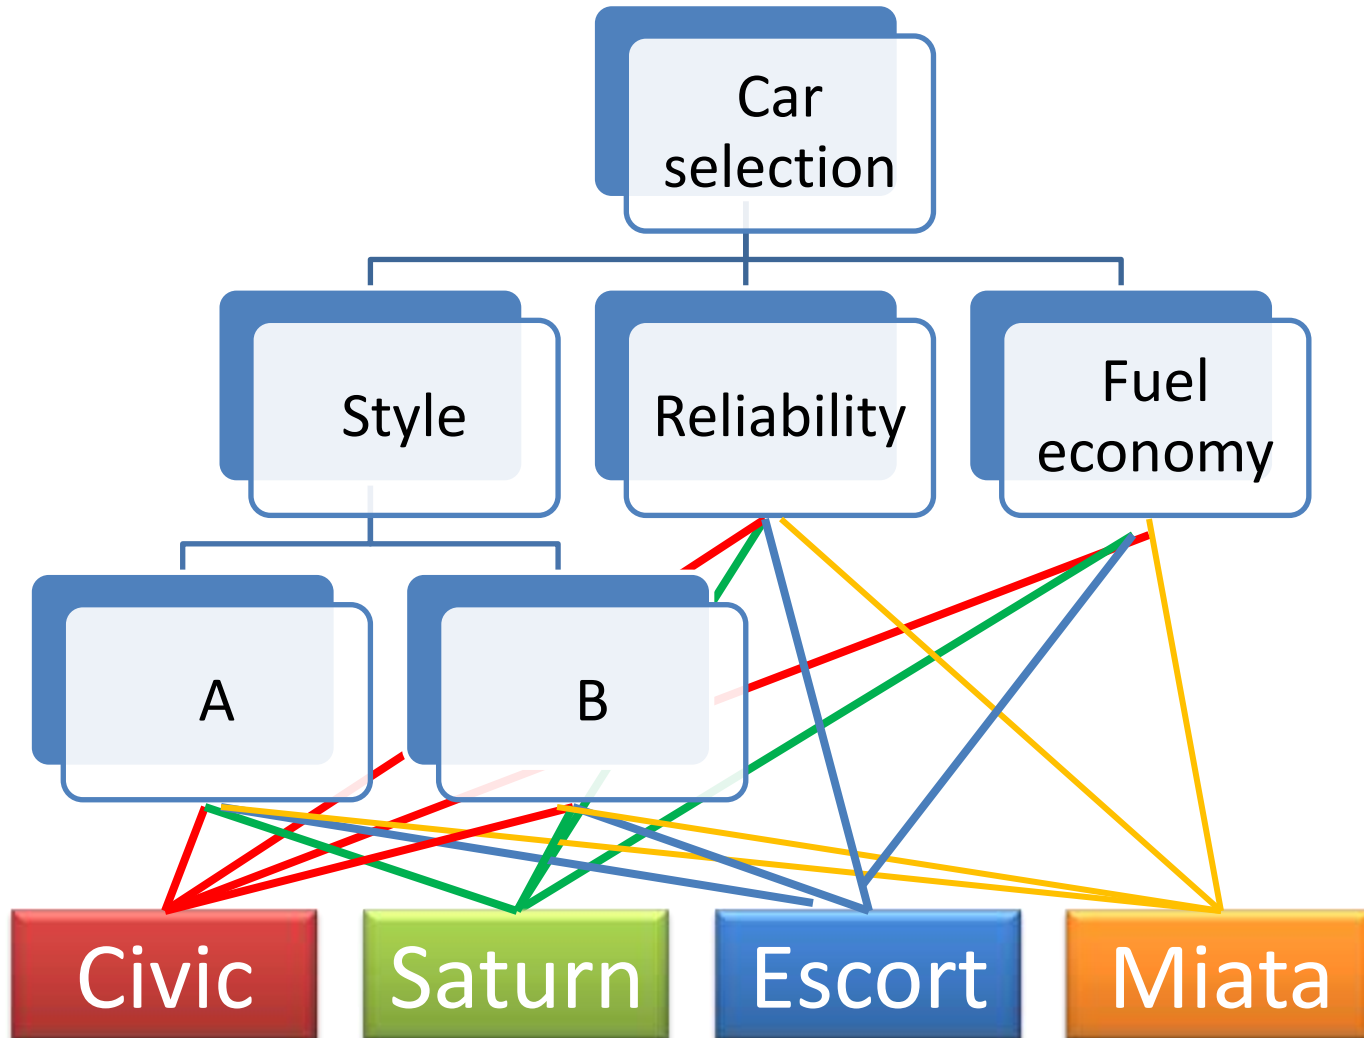 Car
selection
Style
Reliability
Fuel
economy
A
B
Civic
Saturn
Escort
Miata